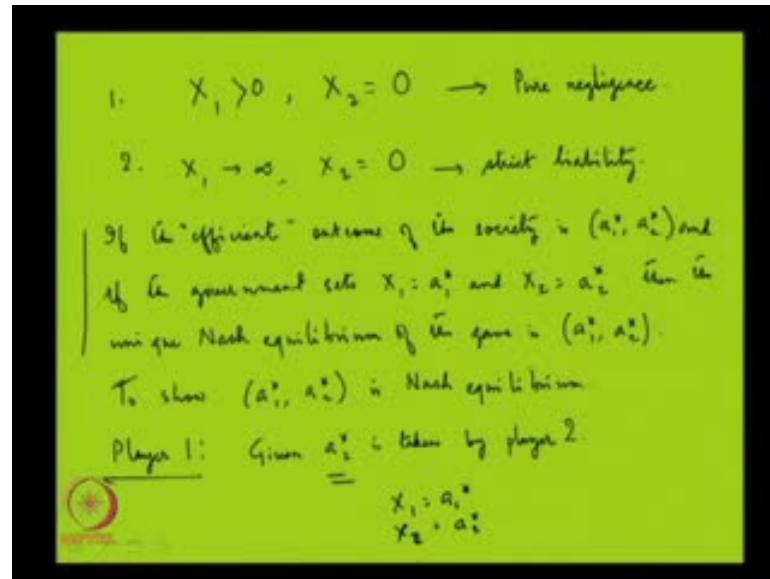 1. X₁ >0, X₂ = 0 → Pure negligence.
2. X₁ → ∞, X₂ = 0 → strict liability.
If the "efficient" outcome of the society is (a₁*, a₂*) and
if the government sets X₁ = a₁* and X₂ = a₂* then the
unique Nash equilibrium of the game is (a₁*, a₂*).
To show (a₁*, a₂*) is Nash equilibrium
Player 1: Given a₂* is taken by player 2.
X₁ = a₁*
X₂ = a₂*
NPTEL